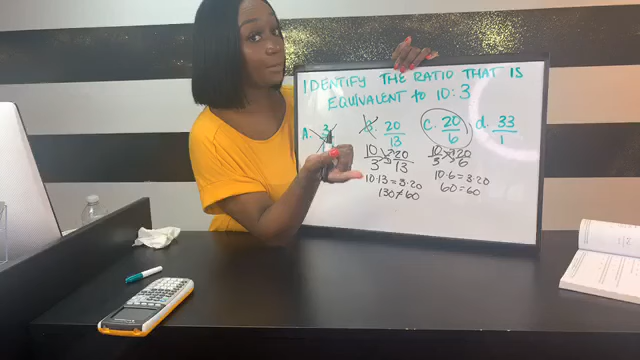 IDENTIFY THE RATIO THAT IS
EQUIVALENT to 10:3
A. 3
20/13
C. 20/6
d. 33/1
10/3 20/13
10/3 20/6
10·13=3·20
130≠60
10·6=3·20
60=60